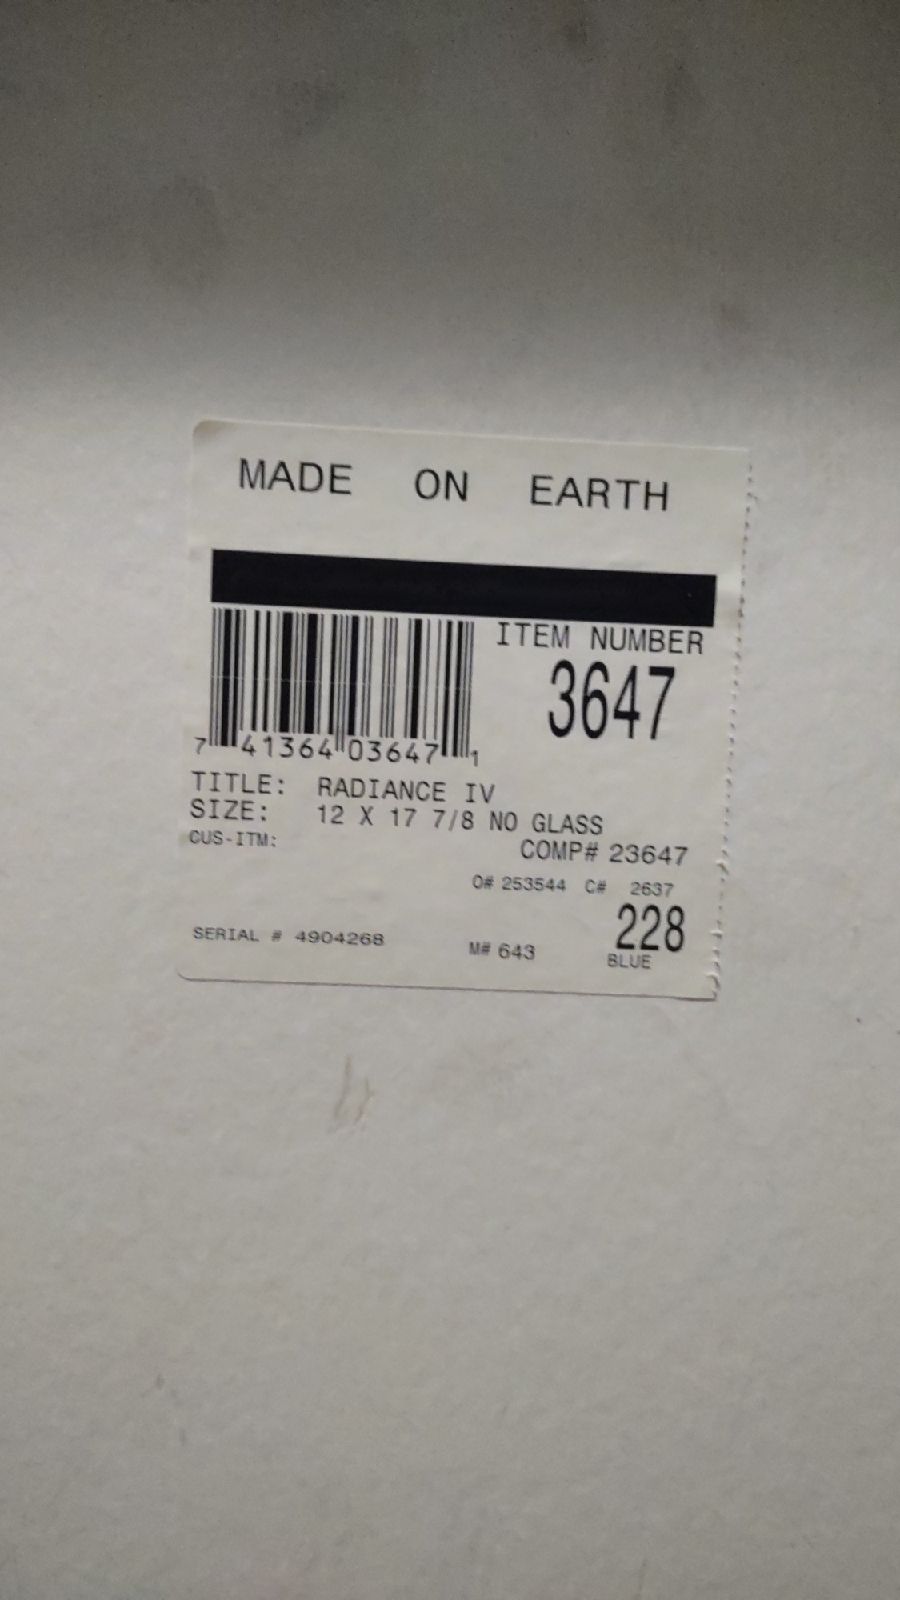 MADE ON EARTH
ITEM NUMBER
3647
7 41364 03647 1
TITLE: RADIANCE IV
SIZE: 12 X 17 7/8 NO GLASS
CUS-ITM: COMP# 23647
O# 253544 C# 2637
228
SERIAL # 4904268 M# 643 BLUE